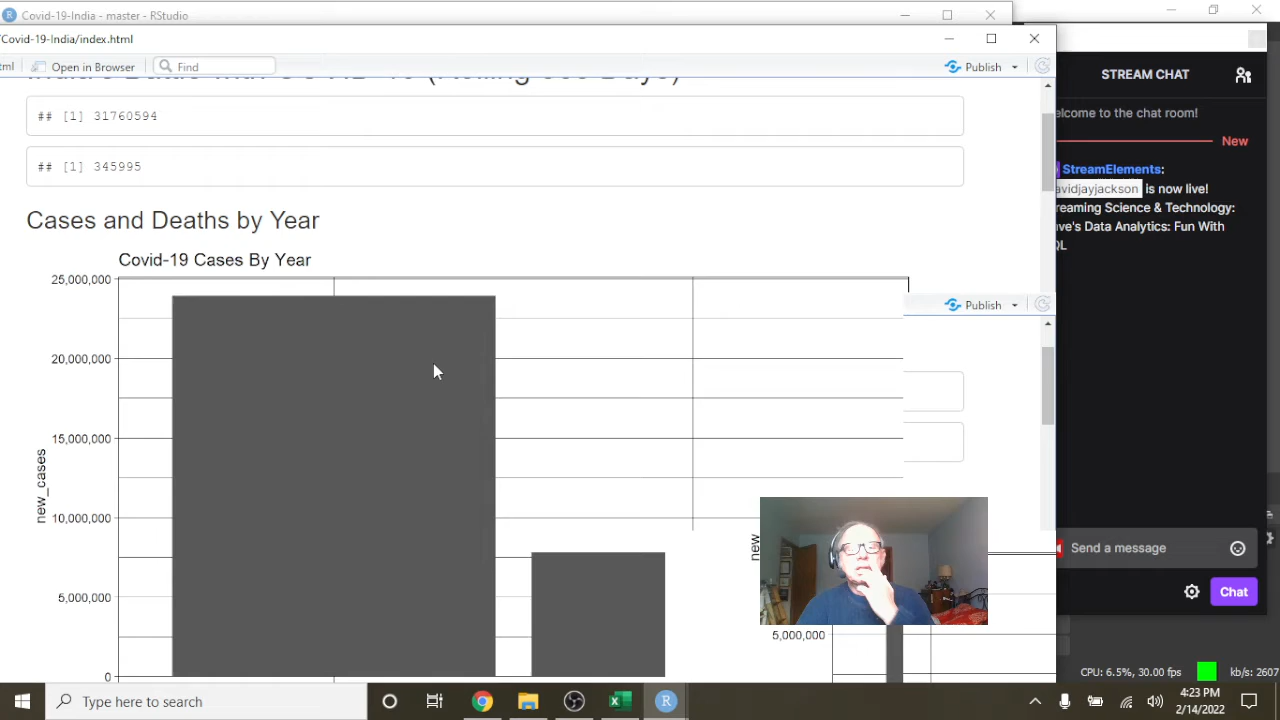 Covid-19-India - master - RStudio
Covid-19-India/index.html
Open in Browser
Find
Publish
(Rolling 365 Days)
## [1] 31760594
## [1] 345995
Cases and Deaths by Year
Covid-19 Cases By Year
25,000,000
20,000,000
15,000,000
10,000,000
5,000,000
0
new_cases
Publish
new
5,000,000
STREAM CHAT
elcome to the chat room!
New
StreamElements:
avidjayjackson is now live!
reaming Science & Technology:
ve's Data Analytics: Fun With
QL
Send a message
Chat
CPU: 6.5%, 30.00 fps
kb/s: 2607
Type here to search
4:23 PM
2/14/2022